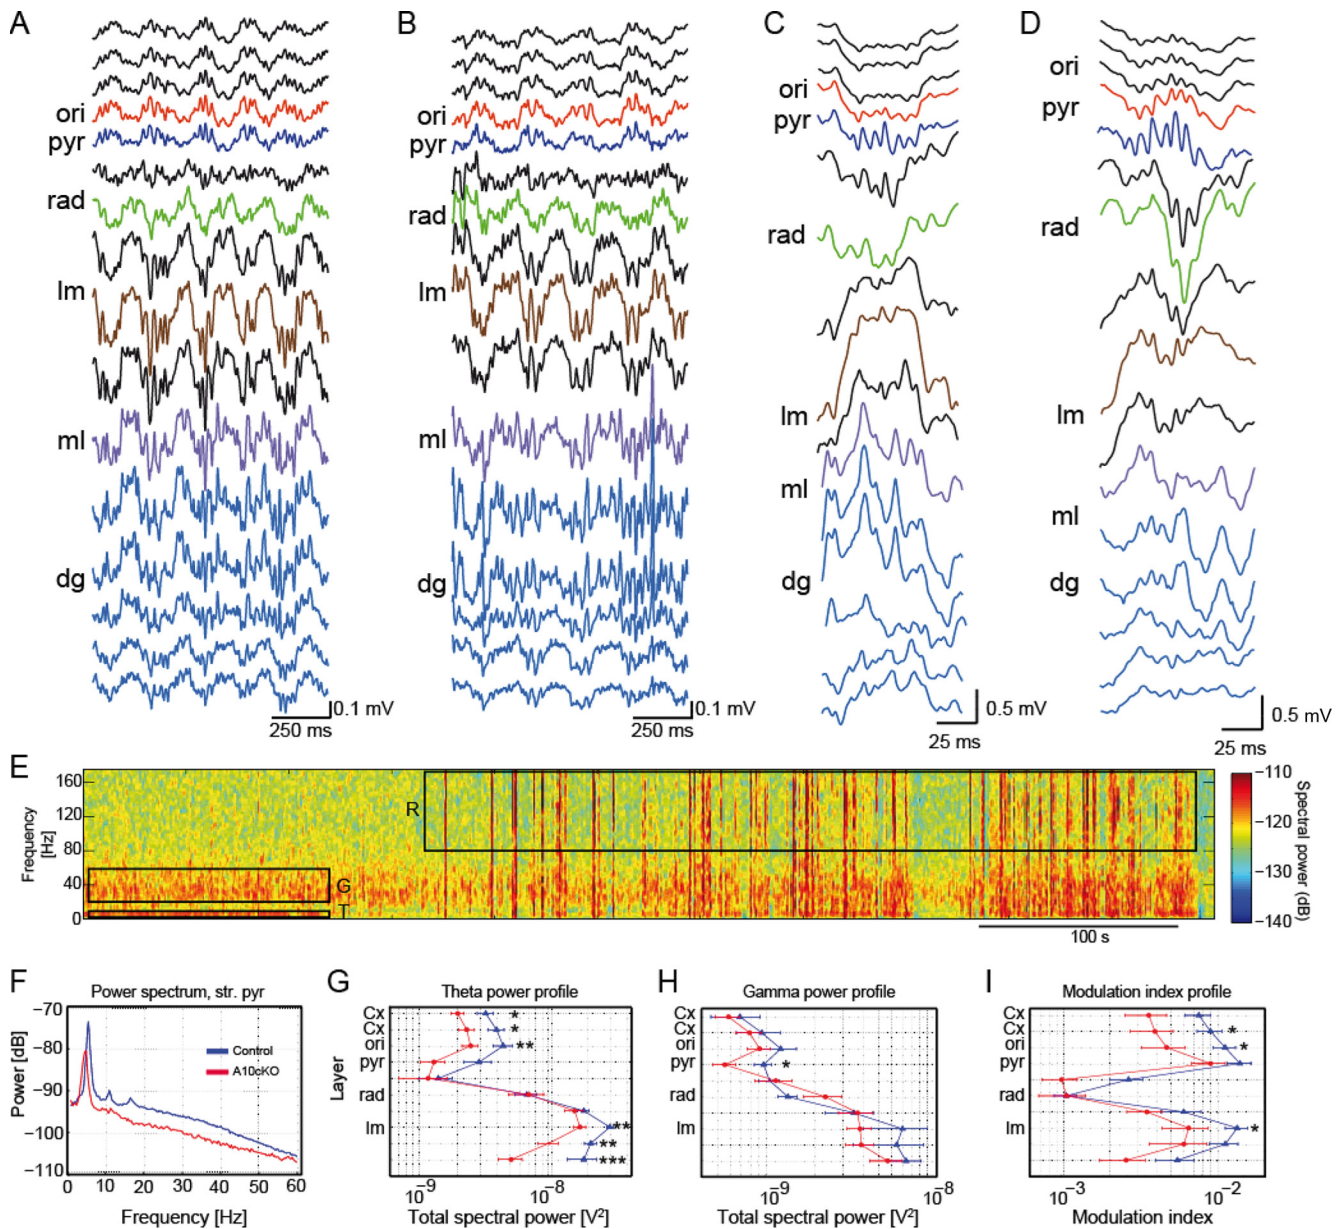 A
ori
pyr
rad
lm
ml
dg
0.1 mV
250 ms
B
ori
pyr
rad
lm
ml
dg
0.1 mV
250 ms
C
ori
pyr
rad
lm
ml
dg
0.5 mV
25 ms
D
ori
pyr
rad
lm
ml
dg
0.5 mV
25 ms
E
Frequency
[Hz]
160
120
80
40
0
R
G
T
100 s
−110
−120
−130
−140
Spectral power (dB)
F
Power spectrum, str. pyr
Power [dB]
−70
−80
−90
−100
−110
Control
A10cKO
0 10 20 30 40 50 60
Frequency [Hz]
G
Theta power profile
Layer
Cx
Cx
ori
pyr
rad
lm
*
*
**
**
**
***
10⁻⁹ 10⁻⁸
Total spectral power [V²]
H
Gamma power profile
Cx
Cx
ori
pyr
rad
lm
*
10⁻⁹ 10⁻⁸
Total spectral power [V²]
I
Modulation index profile
Cx
Cx
ori
pyr
rad
lm
*
*
*
10⁻³ 10⁻²
Modulation index